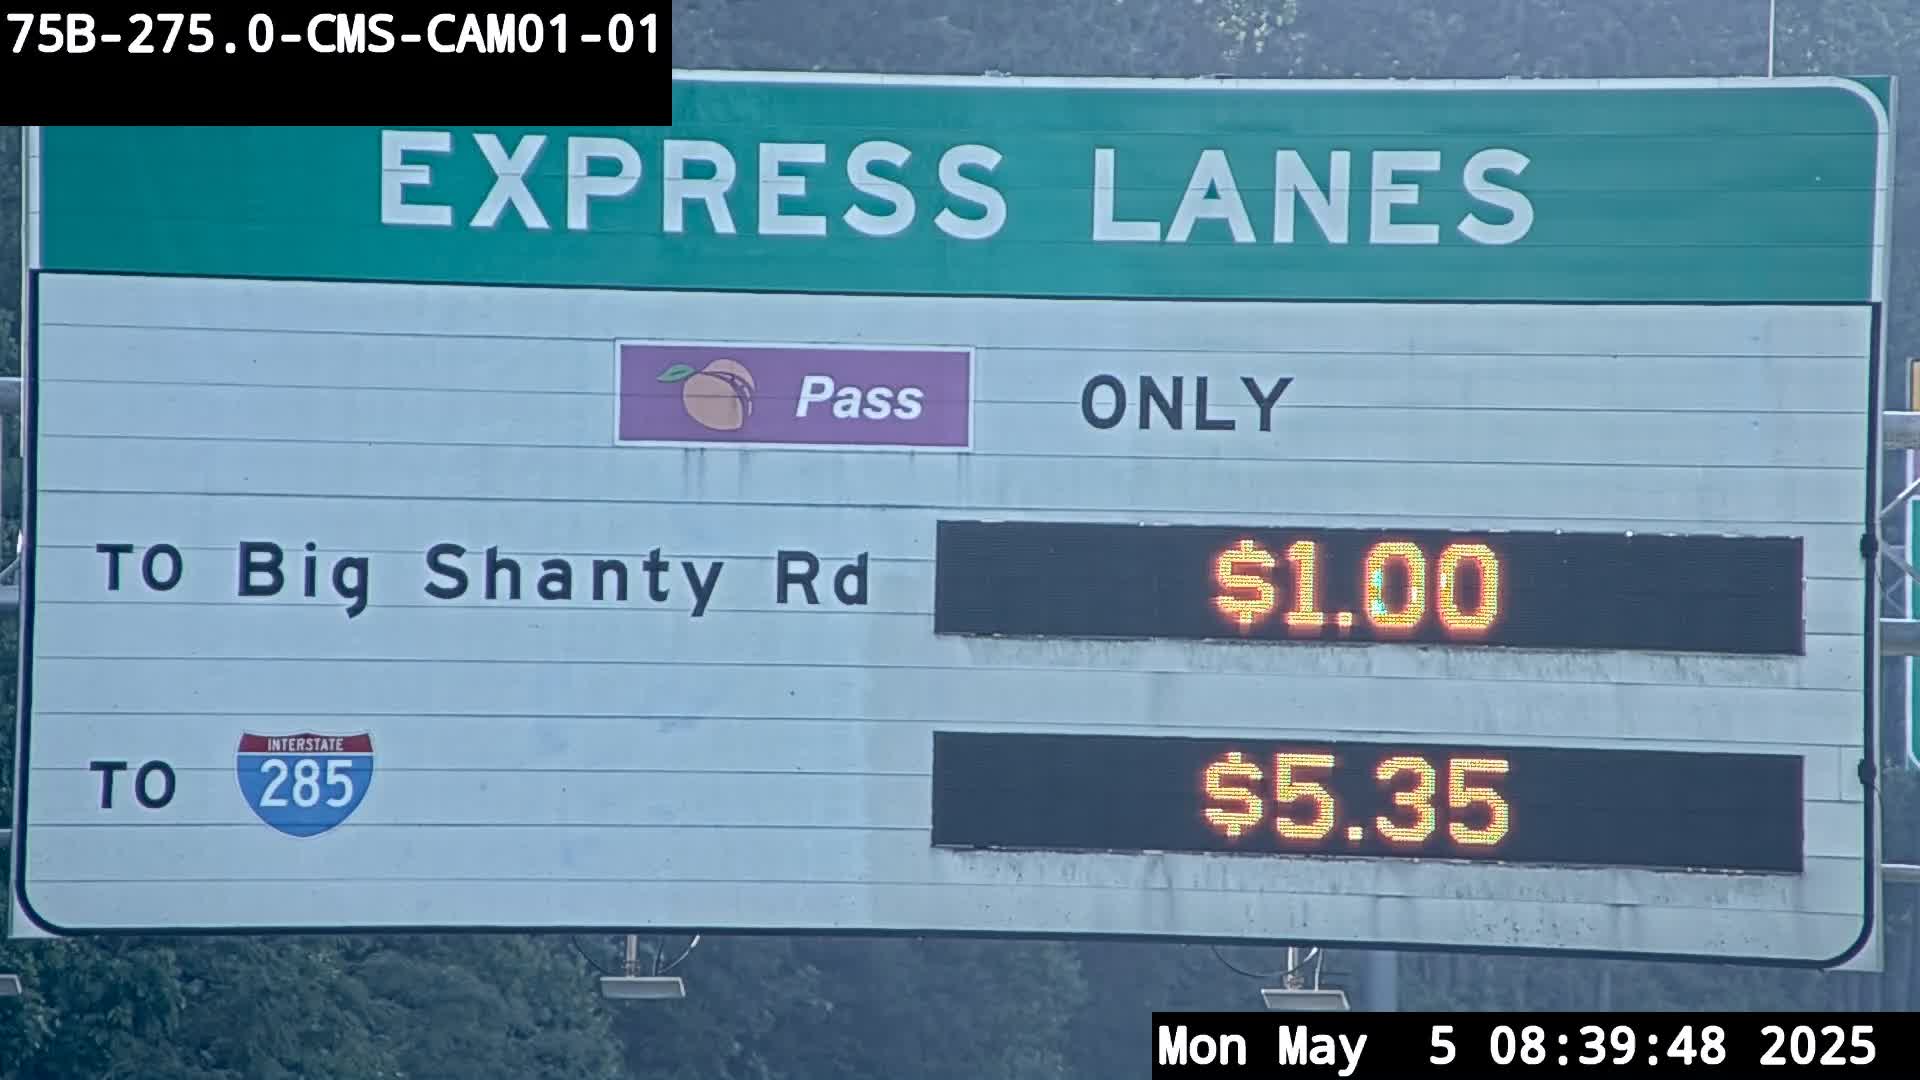 75B-275.0-CMS-CAM01-01
EXPRESS LANES
Pass ONLY
TO Big Shanty Rd $1.00
TO INTERSTATE 285 $5.35
Mon May 5 08:39:48 2025